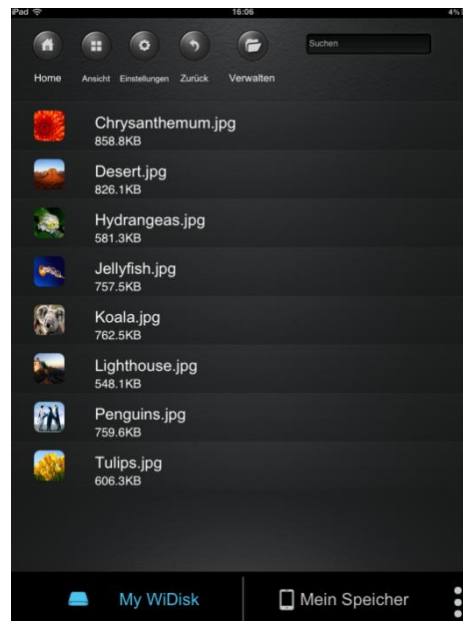 iPad 16:06 4%
Suchen
Home Ansicht Einstellungen Zurück Verwalten
Chrysanthemum.jpg
858.8KB
Desert.jpg
826.1KB
Hydrangeas.jpg
581.3KB
Jellyfish.jpg
757.5KB
Koala.jpg
762.5KB
Lighthouse.jpg
548.1KB
Penguins.jpg
759.6KB
Tulips.jpg
606.3KB
My WiDisk Mein Speicher